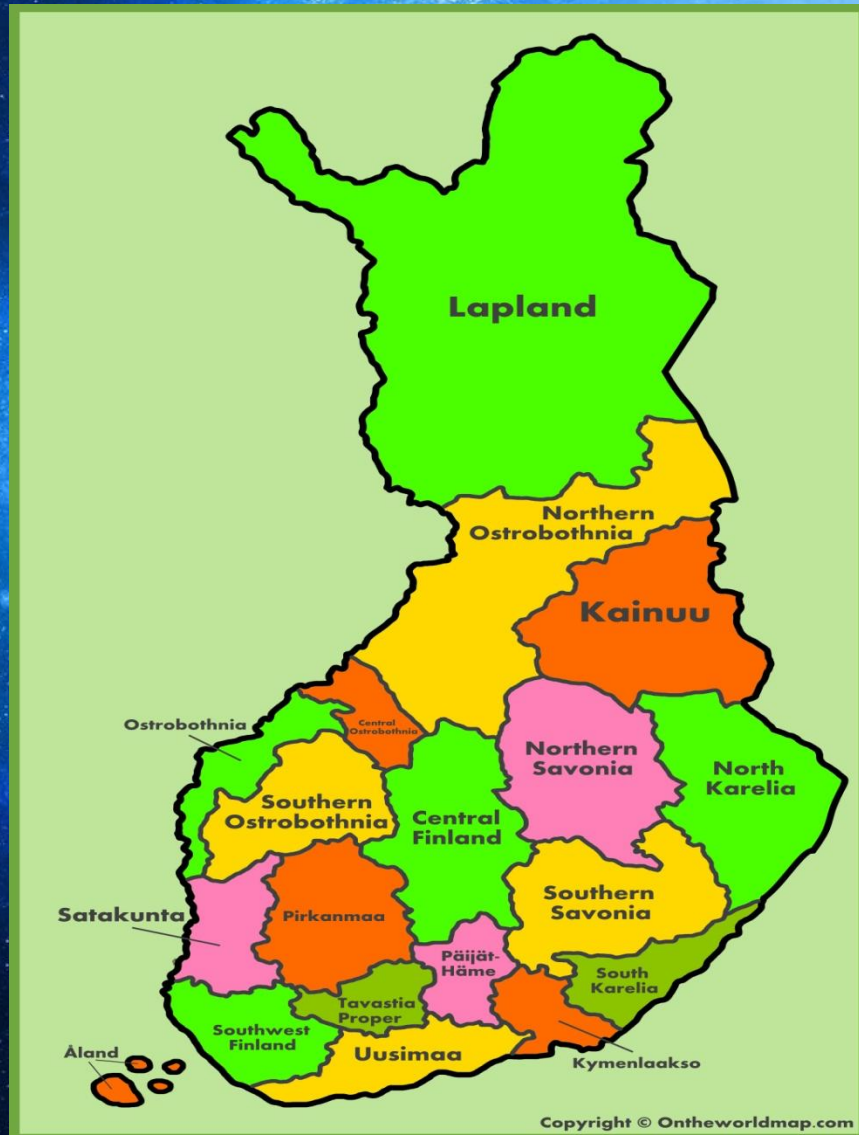 Lapland
Northern
Ostrobothnia
Kainuu
Ostrobothnia
Central
Ostrobothnia
Northern
Savonia
North
Karelia
Southern
Ostrobothnia
Central
Finland
Satakunta
Pirkanmaa
Southern
Savonia
Päijät-
Häme
South
Karelia
Tavastia
Proper
Southwest
Finland
Uusimaa
Åland
Kymenlaakso
Copyright © Ontheworldmap.com